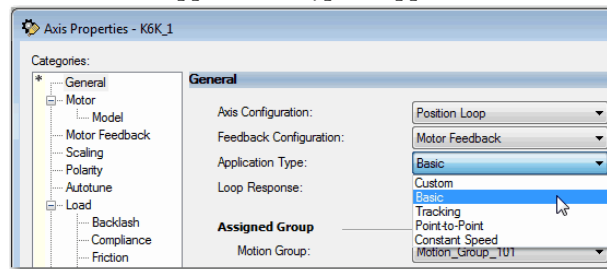 Axis Properties - K6K_1
Categories:
* General
Motor
Model
Motor Feedback
Scaling
Polarity
Autotune
Load
Backlash
Compliance
Friction
General
Axis Configuration: Position Loop
Feedback Configuration: Motor Feedback
Application Type: Basic
Loop Response:
Custom
Basic
Tracking
Point-to-Point
Constant Speed
Assigned Group
Motion Group: Motion_Group_101